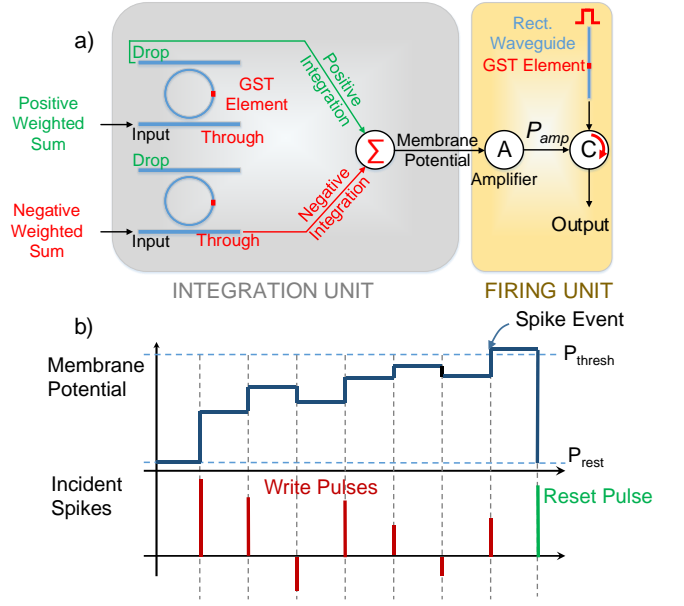 a)
Drop
GST
Element
Positive
Weighted
Sum
Input
Through
Drop
Negative
Weighted
Sum
Input
Through
Positive
Integration
Negative
Integration
Σ
Membrane
Potential
INTEGRATION UNIT
Rect.
Waveguide
GST Element
A
P_amp
C
Amplifier
Output
FIRING UNIT
b)
Spike Event
Membrane
Potential
P_thresh
P_rest
Incident
Spikes
Write Pulses
Reset Pulse